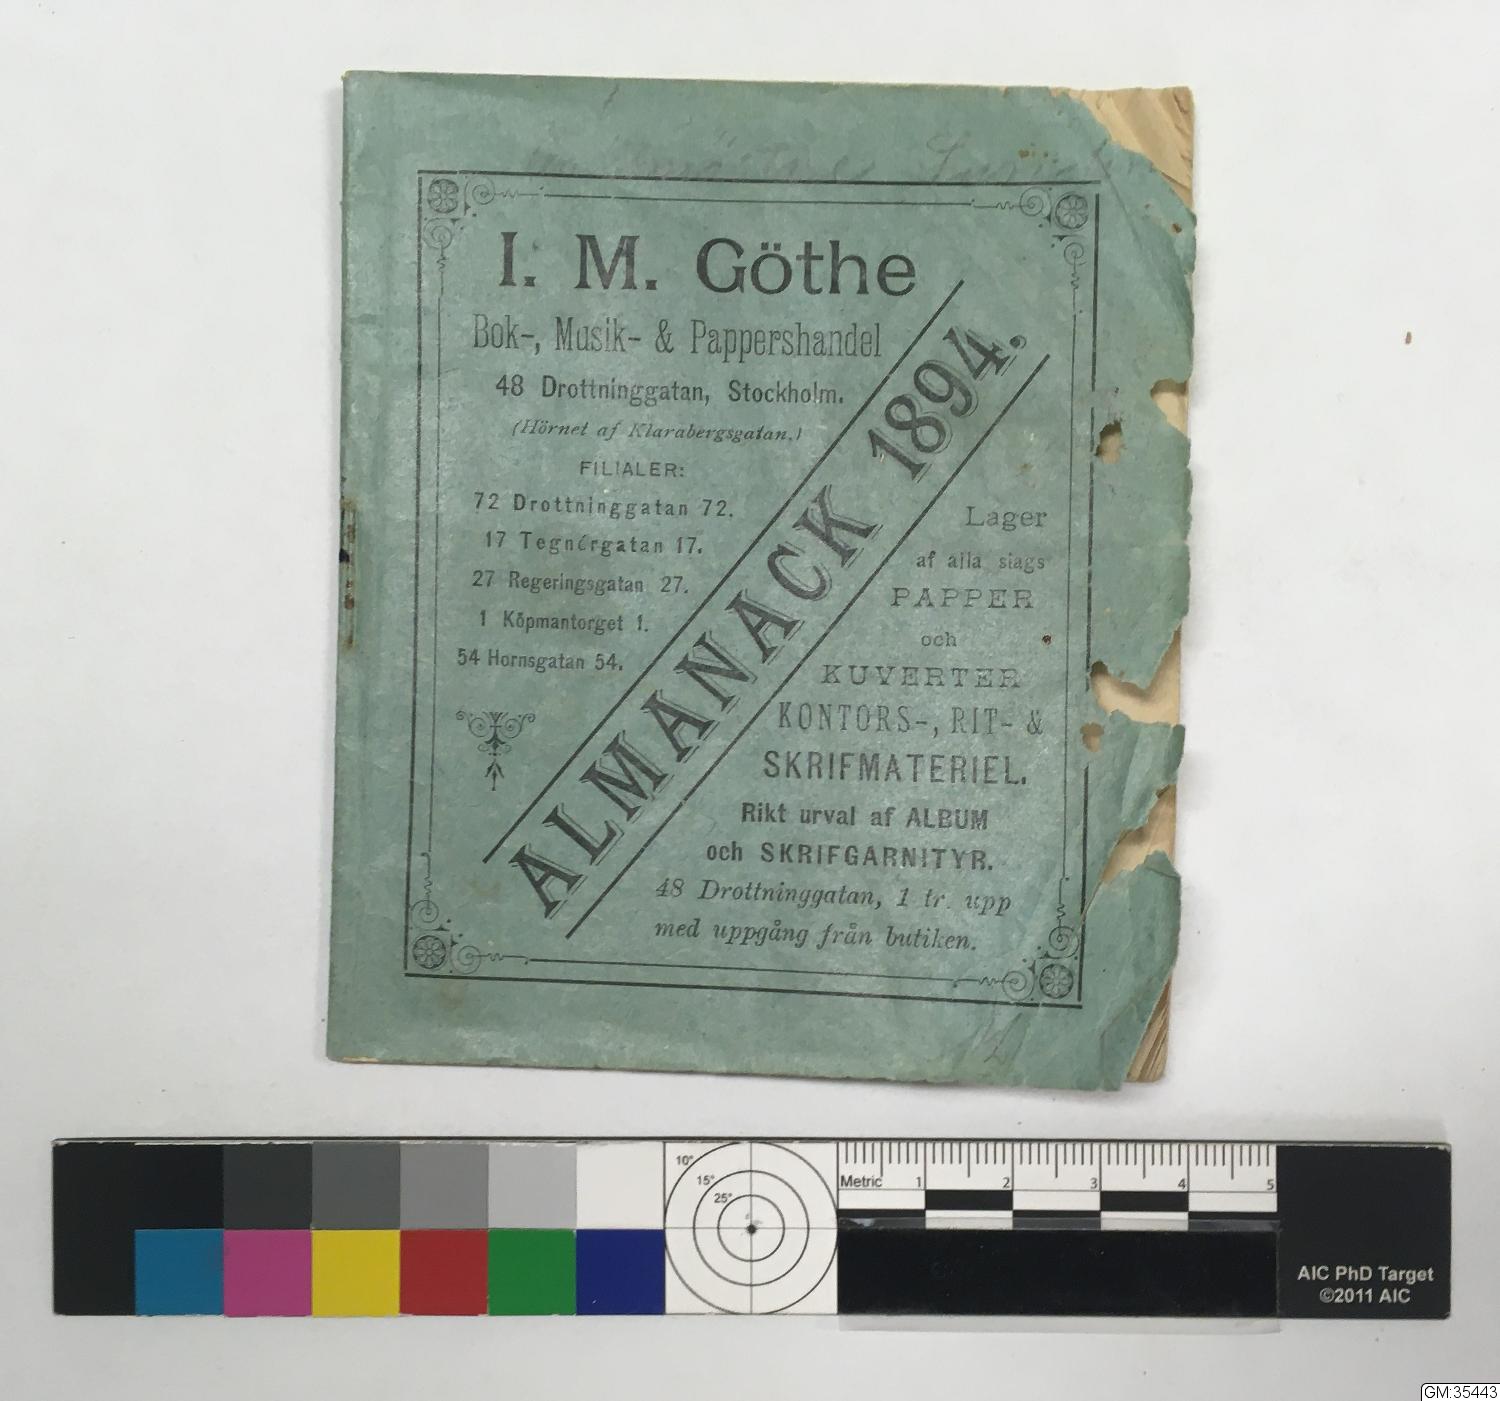 I. M. Göthe
Bok-, Musik- & Pappershandel
48 Drottninggatan, Stockholm.
(Hörnet af Klarabergsgatan.)
FILIALER:
72 Drottninggatan 72.
17 Tegnérgatan 17.
27 Regeringsgatan 27.
1 Köpmantorget 1.
54 Hornsgatan 54.
ALMANACK 1894.
Lager
af alla slags
PAPPER
och
KUVERTER
KONTORS-, RIT- &
SKRIFMATERIEL.
Rikt urval af ALBUM
och SKRIFGARNITYR.
48 Drottninggatan, 1 tr. upp
med uppgång från butiken.
10°
15°
25°
Metric 1 2 3 4 5
AIC PhD Target
©2011 AIC
GM:35443